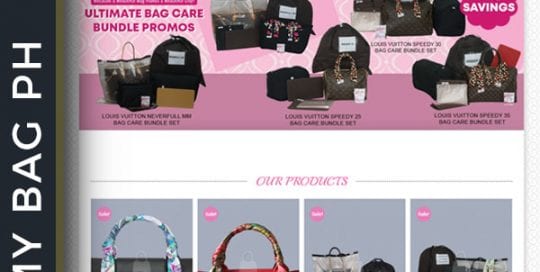 ULTIMATE BAG CARE
BUNDLE PROMOS
SAVINGS
LOUIS VUITTON SPEEDY 30
BAG CARE BUNDLE SET
LOUIS VUITTON NEVERFULL MM
BAG CARE BUNDLE SET
LOUIS VUITTON SPEEDY 25
BAG CARE BUNDLE SET
LOUIS VUITTON SPEEDY 35
BAG CARE BUNDLE SET
OUR PRODUCTS
Sale!
Sale!
Sale!
Sale!
MY BAG PH